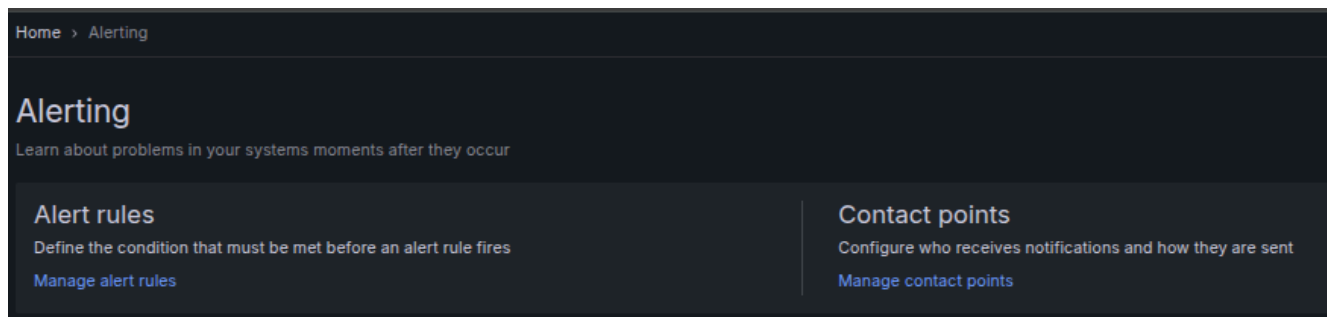 Home › Alerting
Alerting
Learn about problems in your systems moments after they occur
Alert rules
Define the condition that must be met before an alert rule fires
Manage alert rules
Contact points
Configure who receives notifications and how they are sent
Manage contact points